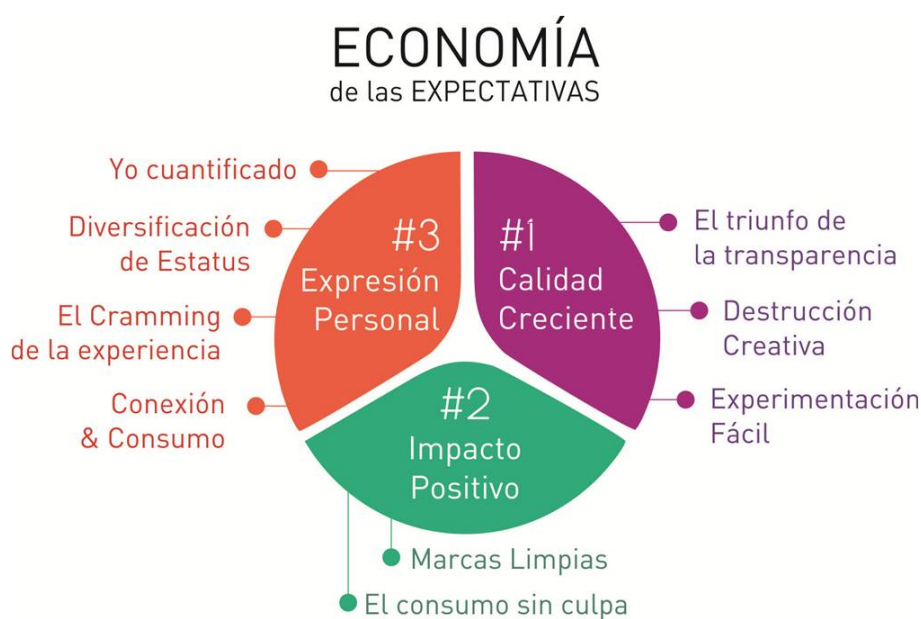 ECONOMÍA
de las EXPECTATIVAS
#1
Calidad
Creciente
El triunfo de
la transparencia
Destrucción
Creativa
Experimentación
Fácil
#2
Impacto
Positivo
Marcas Limpias
El consumo sin culpa
#3
Expresión
Personal
Yo cuantificado
Diversificación
de Estatus
El Cramming
de la experiencia
Conexión
& Consumo